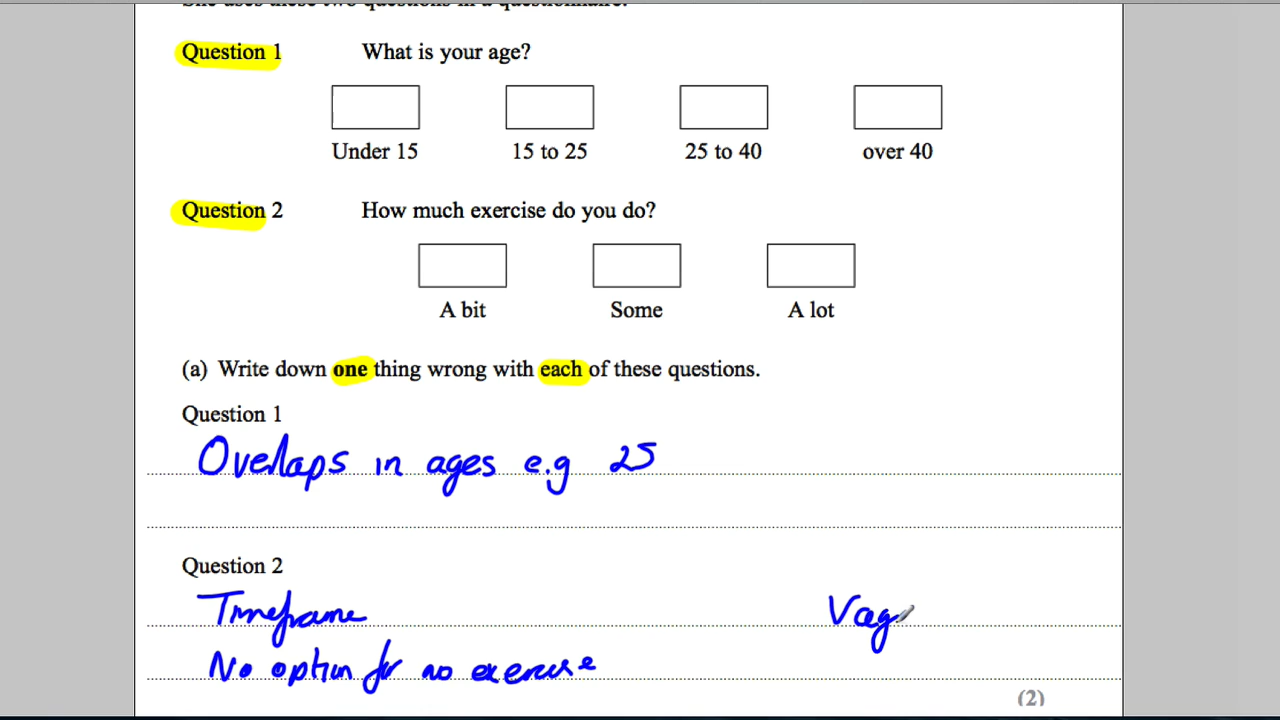 She uses these two questions in a questionnaire.
Question 1 What is your age?
Under 15 15 to 25 25 to 40 over 40
Question 2 How much exercise do you do?
A bit Some A lot
(a) Write down one thing wrong with each of these questions.
Question 1
Overlaps in ages e.g 25
Question 2
Timeframe Vag
No option for no exercise
(2)